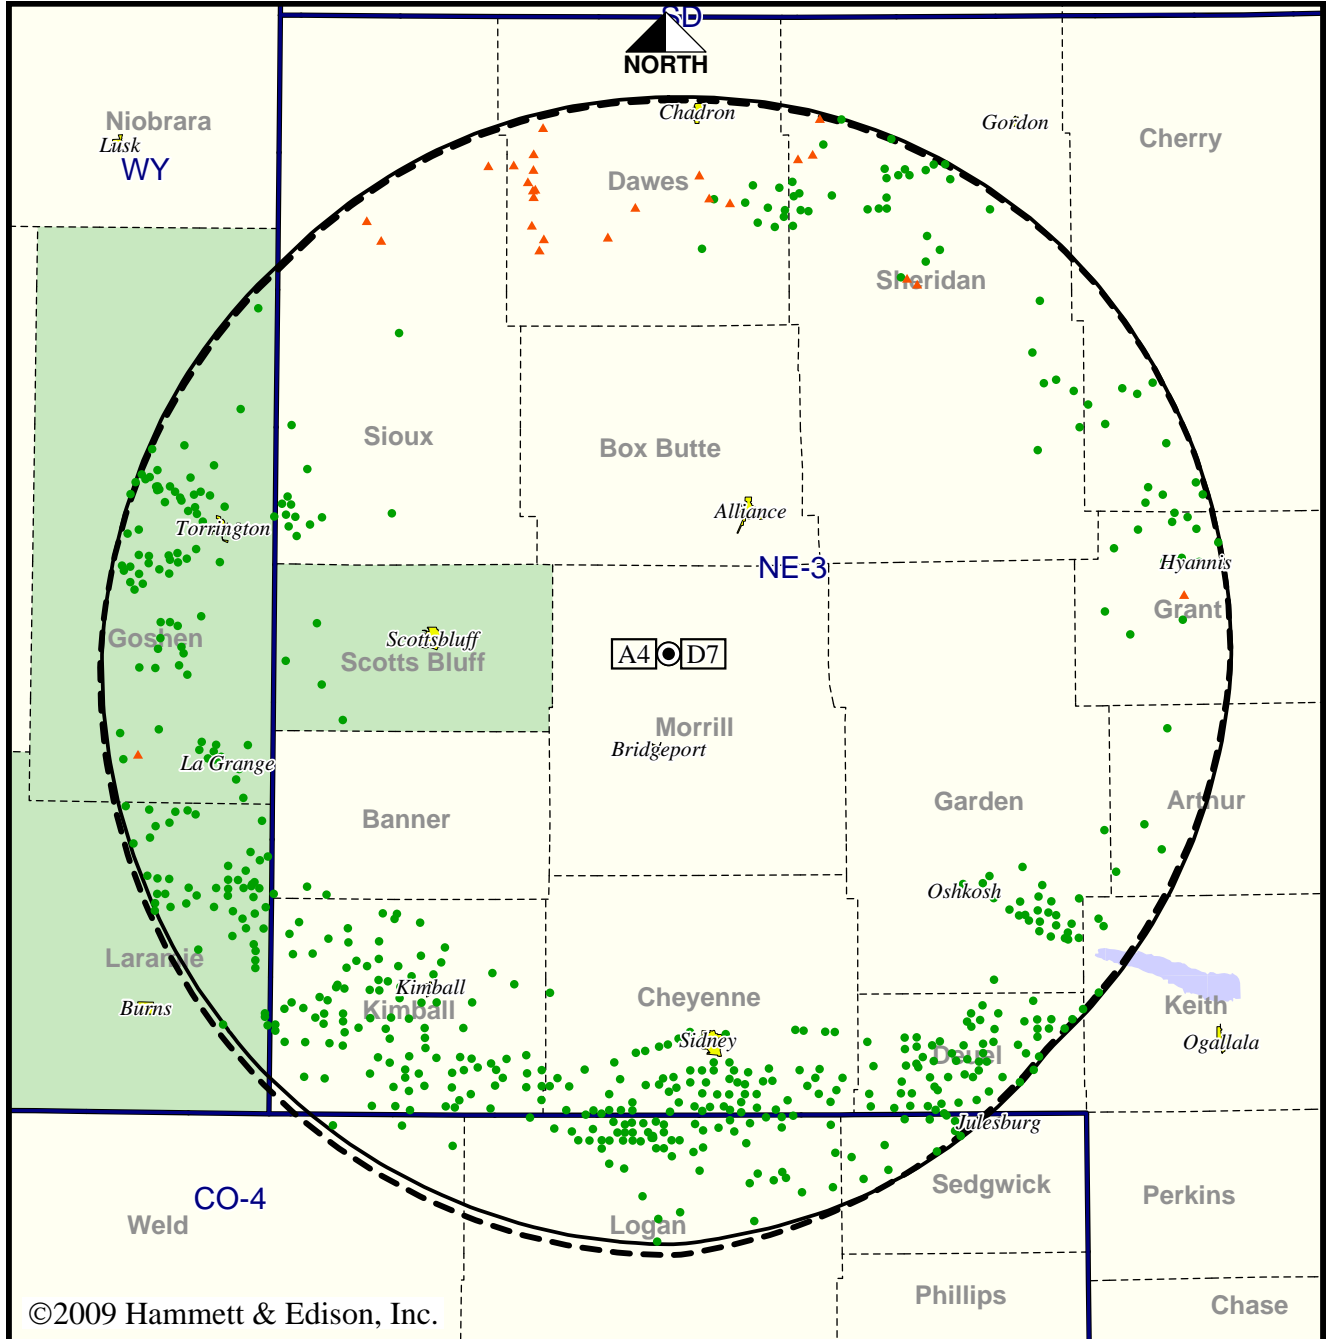 SD
NORTH
Chadron
Gordon
Niobrara
Lusk
WY
Cherry
Dawes
Sheridan
Sioux
Box Butte
Alliance
Torrington
NE-3
Hyannis
Grant
Goshen
Scottsbluff
Scotts Bluff
A4 D7
Morrill
Bridgeport
La Grange
Banner
Garden
Arthur
Oshkosh
Laramie
Burns
Kimball
Kimball
Cheyenne
Sidney
Keith
Ogallala
Deuel
Julesburg
CO-4
Weld
Logan
Sedgwick
Perkins
Phillips
Chase
©2009 Hammett & Edison, Inc.